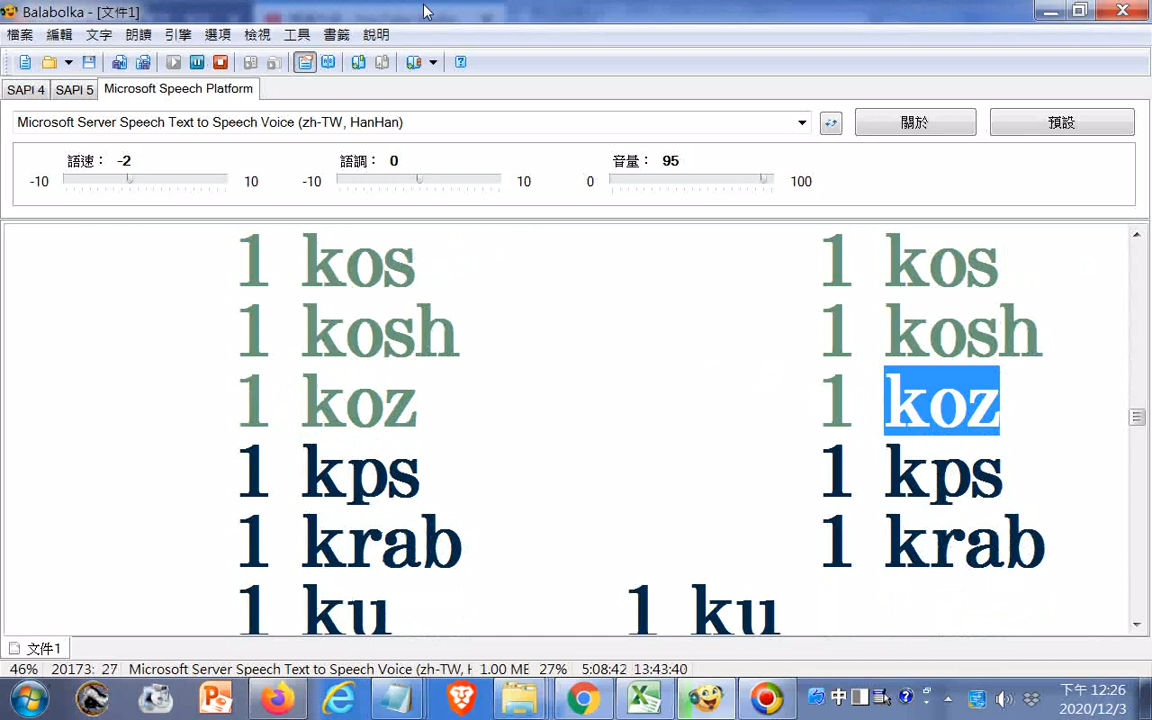 Balabolka - [文件1]
檔案 編輯 文字 朗讀 引擎 選項 檢視 工具 書籤 說明
SAPI 4 SAPI 5 Microsoft Speech Platform
Microsoft Server Speech Text to Speech Voice (zh-TW, HanHan) 關於 預設
語速： -2 語調： 0 音量： 95
-10 10 -10 10 0 100
1 kos 1 kos
1 kosh 1 kosh
1 koz 1 koz
1 kps 1 kps
1 krab 1 krab
1 ku 1 ku
文件1
46% 20173: 27 Microsoft Server Speech Text to Speech Voice (zh-TW, 1.00 ME 27% 5:08:42 13:43:40
中 下午 12:26
2020/12/3